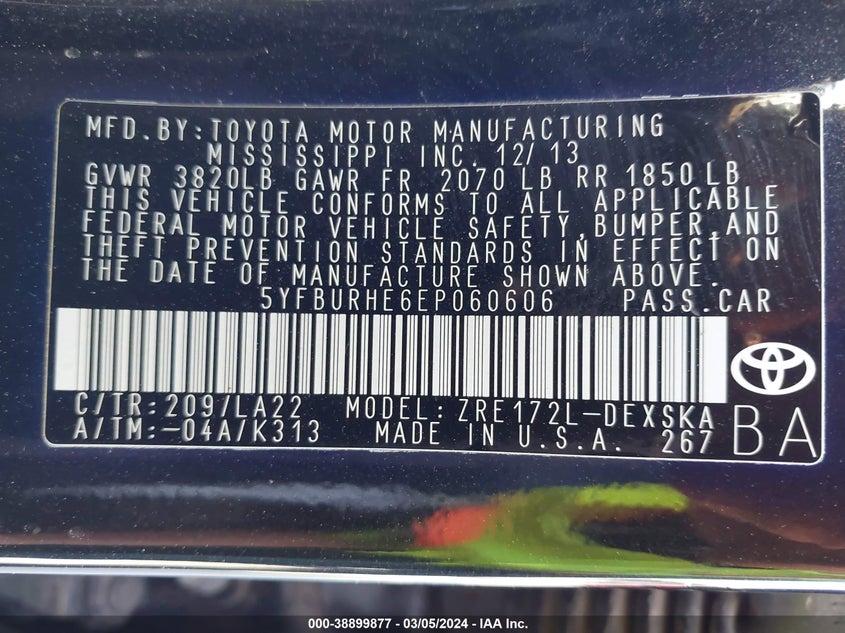 MFD.BY:TOYOTA MOTOR MANUFACTURING
MISSISSIPPI INC. 12/13
GVWR 3820LB GAWR FR 2070 LB RR 1850 LB
THIS VEHICLE CONFORMS TO ALL APPLICABLE
FEDERAL MOTOR VEHICLE SAFETY,BUMPER,AND
THEFT PREVENTION STANDARDS IN EFFECT ON
THE DATE OF MANUFACTURE SHOWN ABOVE.
5YFBURHE6EP060606 PASS.CAR
C/TR:209/LA22 MODEL:ZRE172L-DEXSKA
A/TM:-04A/K313 MADE IN U.S.A. 267 BA
000-38899877 - 03/05/2024 - IAA Inc.